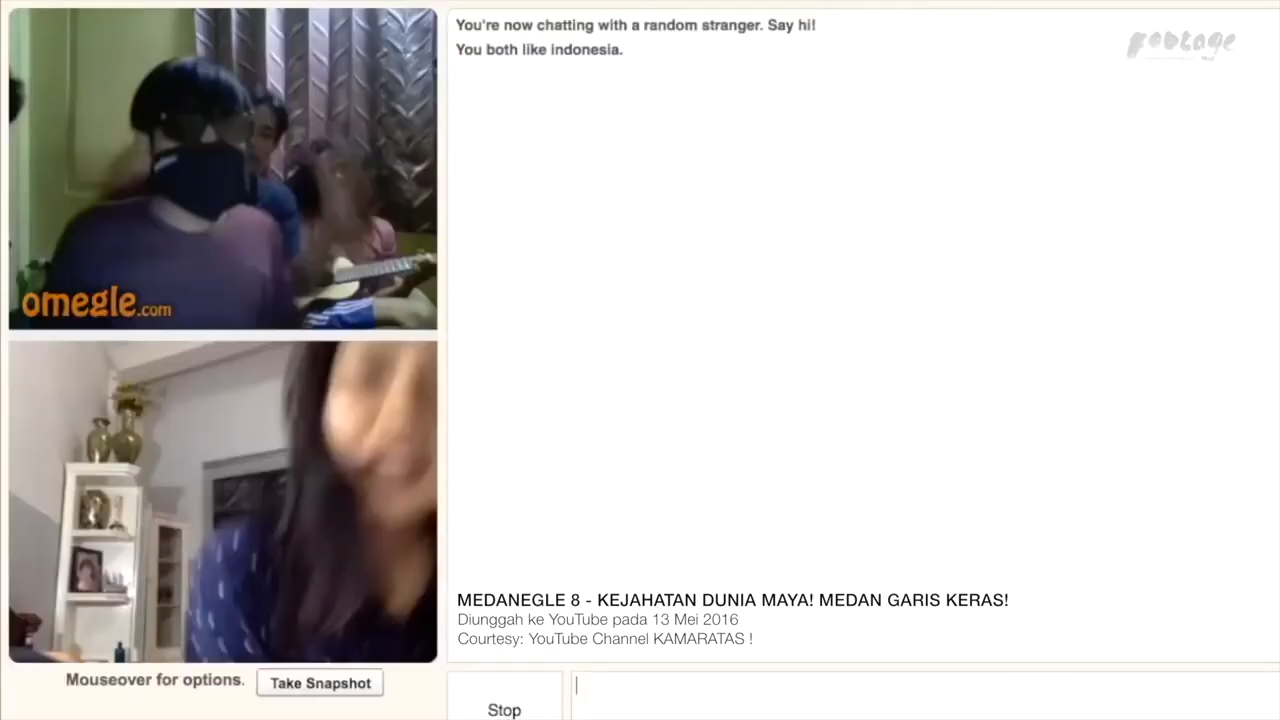 You're now chatting with a random stranger. Say hi!
You both like indonesia.
footage
omegle.com
MEDANEGLE 8 - KEJAHATAN DUNIA MAYA! MEDAN GARIS KERAS!
Diunggah ke YouTube pada 13 Mei 2016
Courtesy: YouTube Channel KAMARATAS !
Mouseover for options.
Take Snapshot
Stop